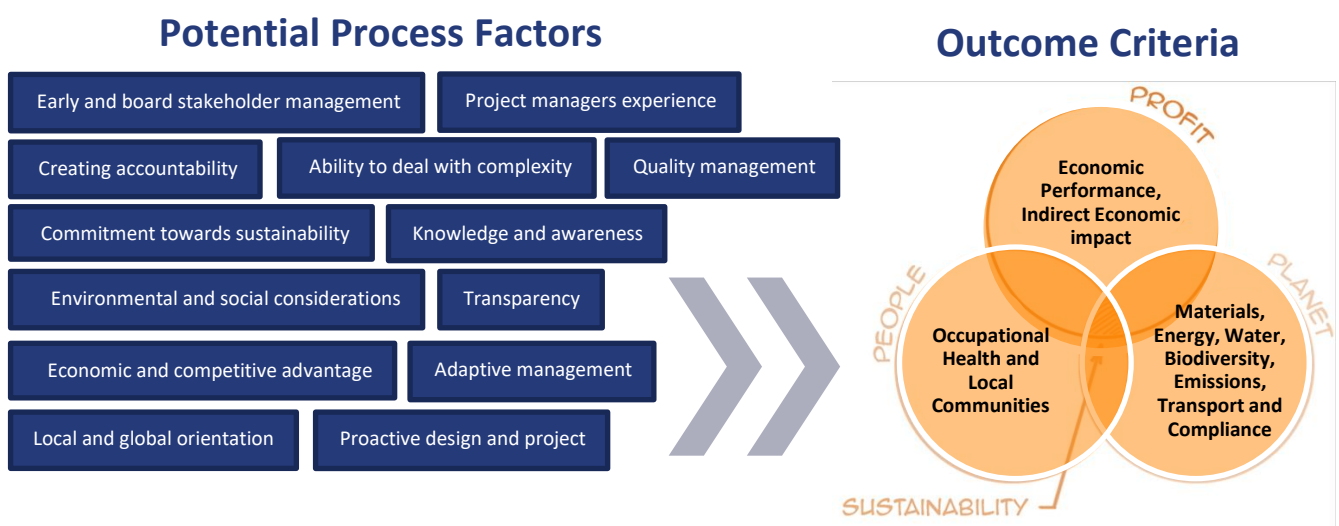 Potential Process Factors
Outcome Criteria
Early and board stakeholder management
Project managers experience
Creating accountability
Ability to deal with complexity
Quality management
Commitment towards sustainability
Knowledge and awareness
Environmental and social considerations
Transparency
Economic and competitive advantage
Adaptive management
Local and global orientation
Proactive design and project
PROFIT
Economic
Performance,
Indirect Economic
impact
PEOPLE
Occupational
Health and
Local
Communities
PLANET
Materials,
Energy, Water,
Biodiversity,
Emissions,
Transport and
Compliance
SUSTAINABILITY